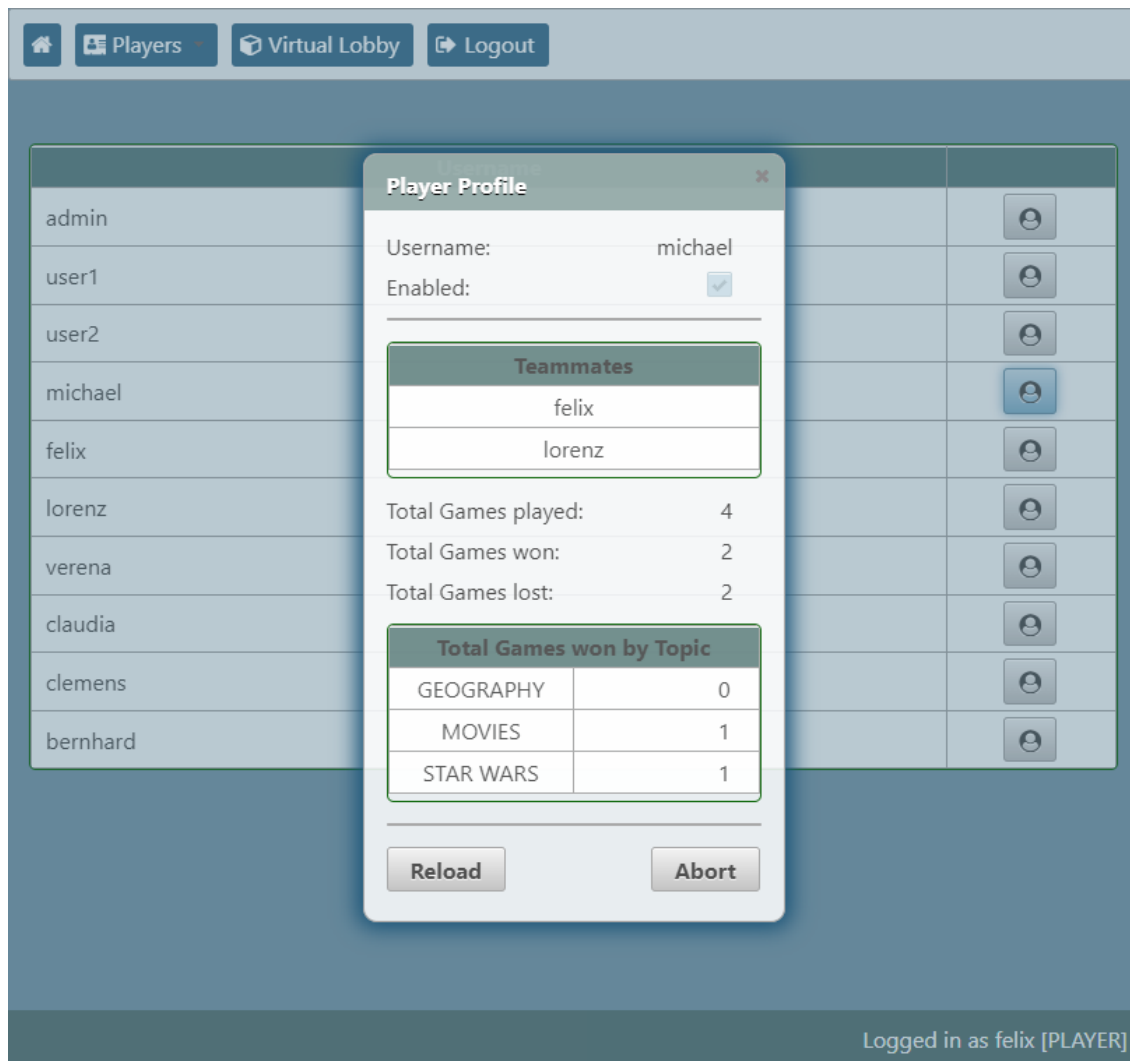 Players Virtual Lobby Logout
Username
Player Profile
admin
user1
user2
michael
felix
lorenz
verena
claudia
clemens
bernhard
Username: michael
Enabled:
Teammates
felix
lorenz
Total Games played: 4
Total Games won: 2
Total Games lost: 2
Total Games won by Topic
GEOGRAPHY 0
MOVIES 1
STAR WARS 1
Reload Abort
Logged in as felix [PLAYER]